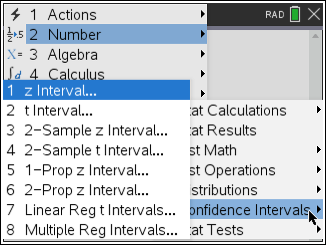 RAD
1 Actions
2 Number
3 Algebra
4 Calculus
1 z Interval...
2 t Interval...
3 2-Sample z Interval...
4 2-Sample t Interval...
5 1-Prop z Interval...
6 2-Prop z Interval...
7 Linear Reg t Intervals...
8 Multiple Reg Intervals...
tat Calculations
tat Results
st Math
st Operations
stributions
onfidence Intervals
tat Tests